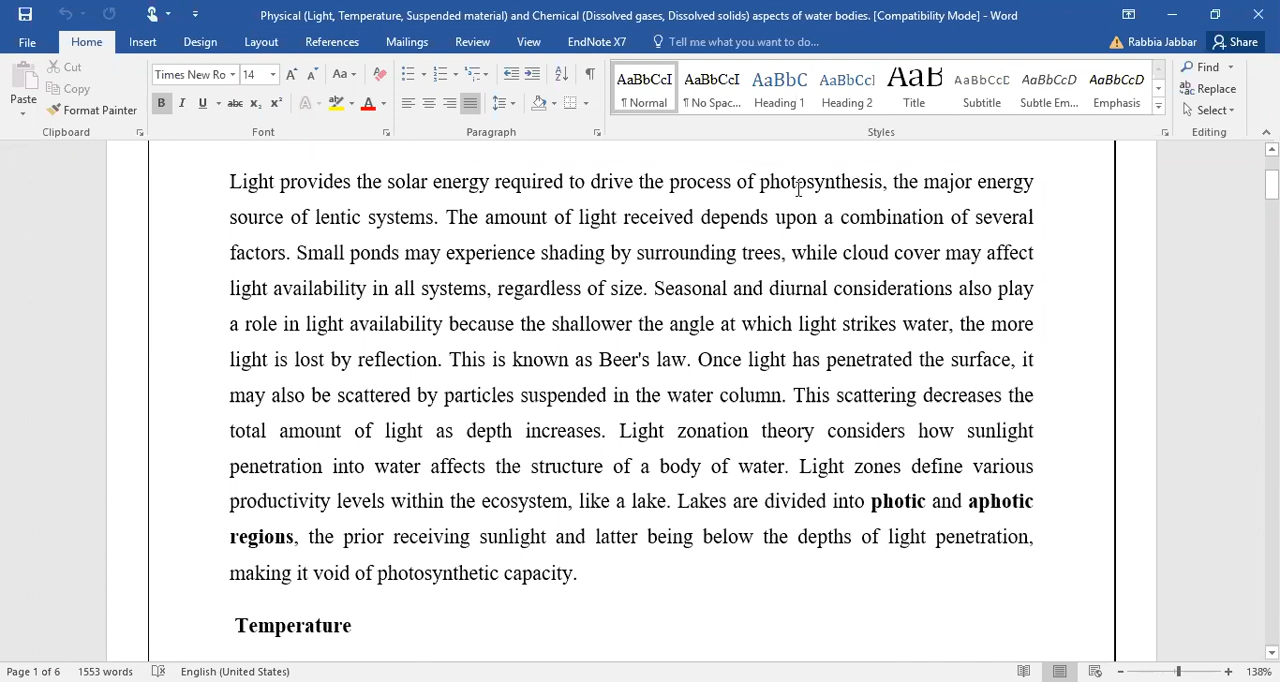 Physical (Light, Temperature, Suspended material) and Chemical (Dissolved gases, Dissolved solids) aspects of water bodies. [Compatibility Mode] - Word
File Home Insert Design Layout References Mailings Review View EndNote X7 Tell me what you want to do... Rabbia Jabbar Share
Cut
Copy
Paste
Format Painter
Clipboard
Times New Ro 14
Font
Paragraph
AaBbCcI AaBbCcI AaBbC AaBbCcI AaB AaBbCcD AaBbCcD AaBbCcD
¶ Normal ¶ No Spac... Heading 1 Heading 2 Title Subtitle Subtle Em... Emphasis
Styles
Find
Replace
Select
Editing
Light provides the solar energy required to drive the process of photosynthesis, the major energy
source of lentic systems. The amount of light received depends upon a combination of several
factors. Small ponds may experience shading by surrounding trees, while cloud cover may affect
light availability in all systems, regardless of size. Seasonal and diurnal considerations also play
a role in light availability because the shallower the angle at which light strikes water, the more
light is lost by reflection. This is known as Beer's law. Once light has penetrated the surface, it
may also be scattered by particles suspended in the water column. This scattering decreases the
total amount of light as depth increases. Light zonation theory considers how sunlight
penetration into water affects the structure of a body of water. Light zones define various
productivity levels within the ecosystem, like a lake. Lakes are divided into photic and aphotic
regions, the prior receiving sunlight and latter being below the depths of light penetration,
making it void of photosynthetic capacity.
Temperature
Page 1 of 6 1553 words English (United States) 138%